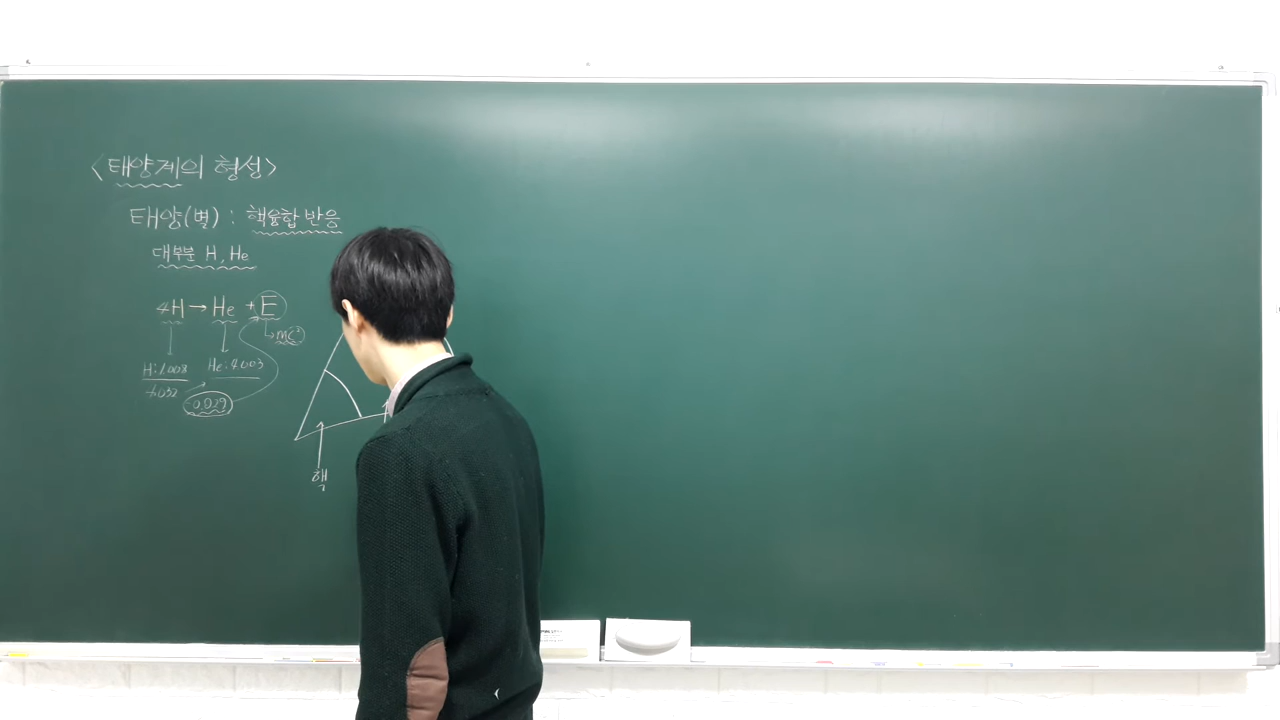 <태양계의 형성>
태양(별) : 핵융합 반응
대부분 H, He
4H → He + E
mc²
H:1.008 He:4.003
4.032
0.029
핵